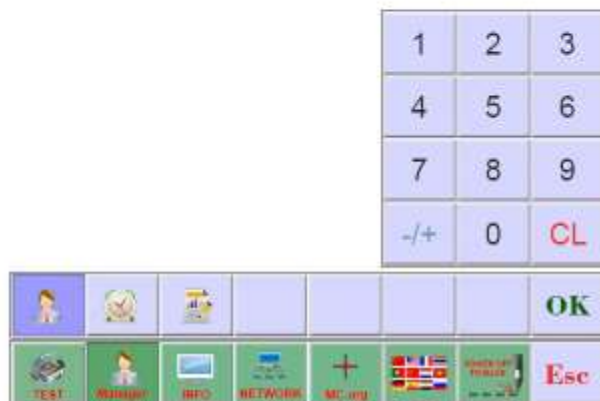 1 2 3
4 5 6
7 8 9
-/+ 0 CL
OK
TEST Manager INFO NETWORK MC.org Esc